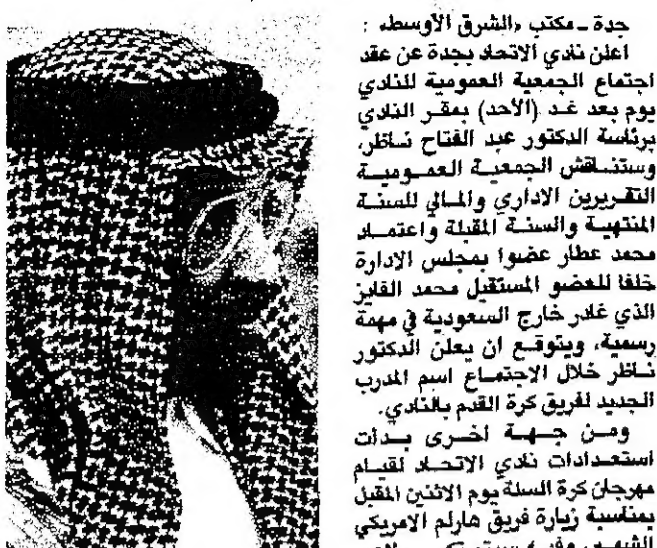 جدة ـ مكتب «الشرق الأوسط» :
اعلن نادي الاتحاد بجدة عن عقد
اجتماع الجمعية العمومية للنادي
يوم بعد غد (الأحد) بمقر النادي
برئاسة الدكتور عبد الفتاح ناظر،
وستناقش الجمعية العمومية
التقريرين الاداري والمالي للسنة
المنتهية والسنة المقبلة واعتماد
محمد عطار عضوا بمجلس الإدارة
خلفا للعضو المستقيل محمد الفايز
الذي غادر خارج السعودية في مهمة
رسمية، ويتوقع ان يعلن الدكتور
ناظر خلال الاجتماع اسم المدرب
الجديد لفريق كرة القدم بالنادي.
ومن جهة اخرى بدأت
استعدادات نادي الاتحاد لقيام
مهرجان كرة السلة يوم الاثنين المقبل
بمناسبة زيارة فريق هارلم الامريكي